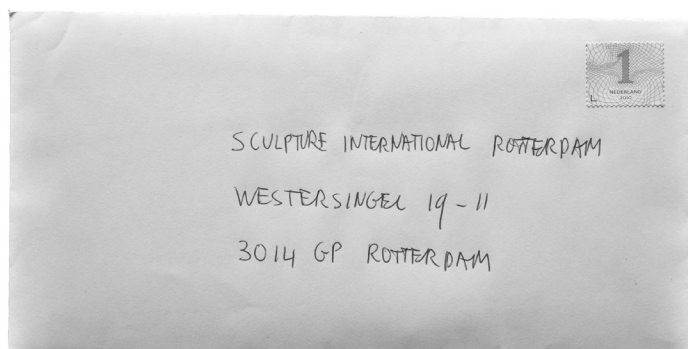 1
NEDERLAND
SCULPTURE INTERNATIONAL ROTTERDAM
WESTERSINGEL 19 - 11
3014 GP ROTTERDAM